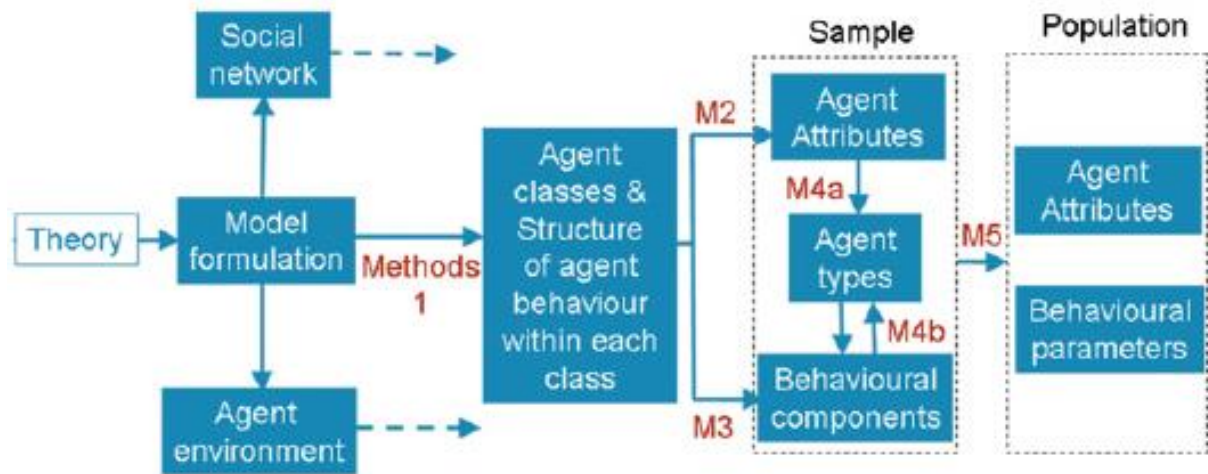 Social
network
Theory
Model
formulation
Methods
1
Agent
environment
Agent
classes &
Structure
of agent
behaviour
within each
class
M2
M3
Sample
Agent
Attributes
M4a
Agent
types
M4b
Behavioural
components
M5
Population
Agent
Attributes
Behavioural
parameters